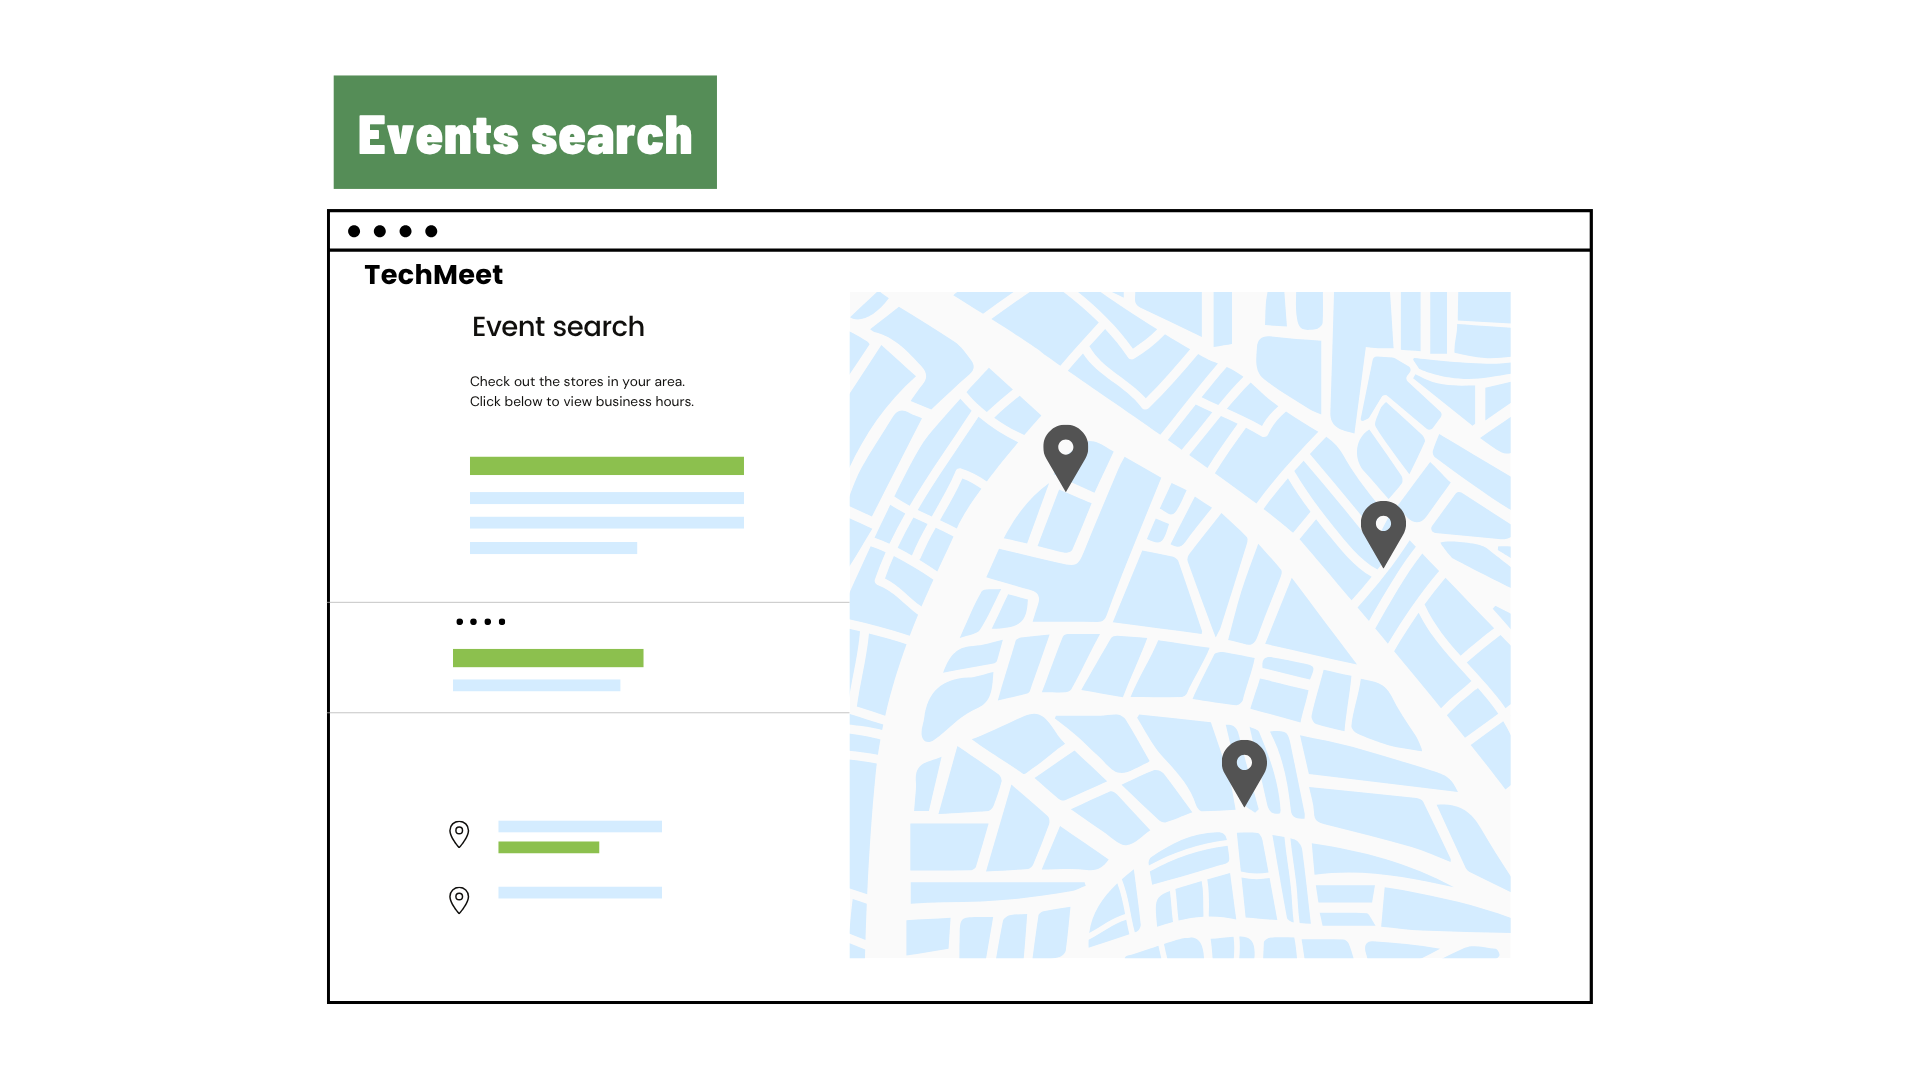 Events search
TechMeet
Event search
Check out the stores in your area.
Click below to view business hours.